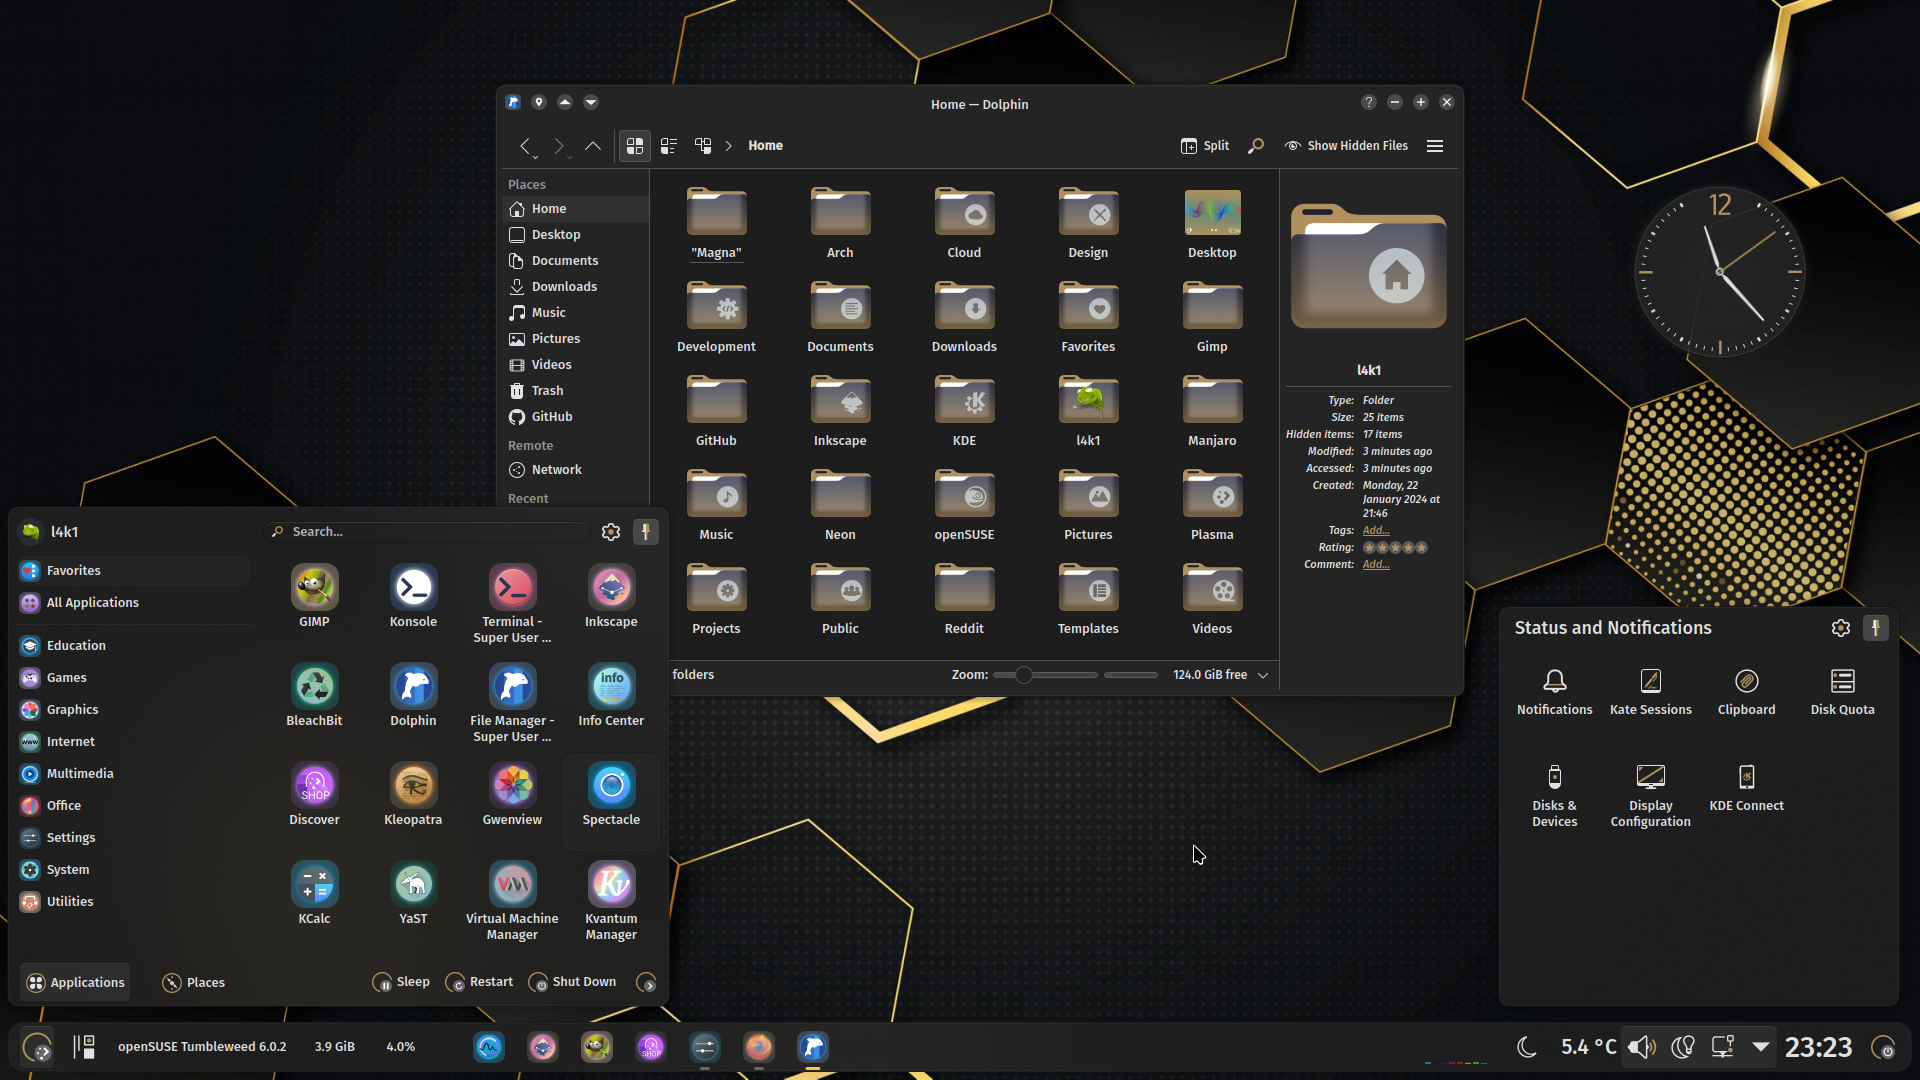 Home — Dolphin
Home
Split
Show Hidden Files
Places
Home
Desktop
Documents
Downloads
Music
Pictures
Videos
Trash
GitHub
Remote
Network
Recent
"Magna"
Arch
Cloud
Design
Desktop
Development
Documents
Downloads
Favorites
Gimp
GitHub
Inkscape
KDE
l4k1
Manjaro
Music
Neon
openSUSE
Pictures
Plasma
Projects
Public
Reddit
Templates
Videos
folders
Zoom:
124.0 GiB free
l4k1
Type: Folder
Size: 25 items
Hidden items: 17 items
Modified: 3 minutes ago
Accessed: 3 minutes ago
Created: Monday, 22
January 2024 at
21:46
Tags: Add...
Rating:
Comment: Add...
12
l4k1
Search...
Favorites
All Applications
Education
Games
Graphics
www
Internet
Multimedia
Office
Settings
System
Utilities
GIMP
Konsole
Terminal -
Super User ...
Inkscape
BleachBit
Dolphin
File Manager -
Super User ...
info
Info Center
SHOP
Discover
Kleopatra
Gwenview
Spectacle
KCalc
YaST
VM
Virtual Machine
Manager
Kv
Kvantum
Manager
Applications
Places
Sleep
Restart
Shut Down
Status and Notifications
Notifications
Kate Sessions
Clipboard
Disk Quota
Disks &
Devices
Display
Configuration
KDE Connect
openSUSE Tumbleweed 6.0.2
3.9 GiB
4.0%
SHOP
5.4 °C
23:23